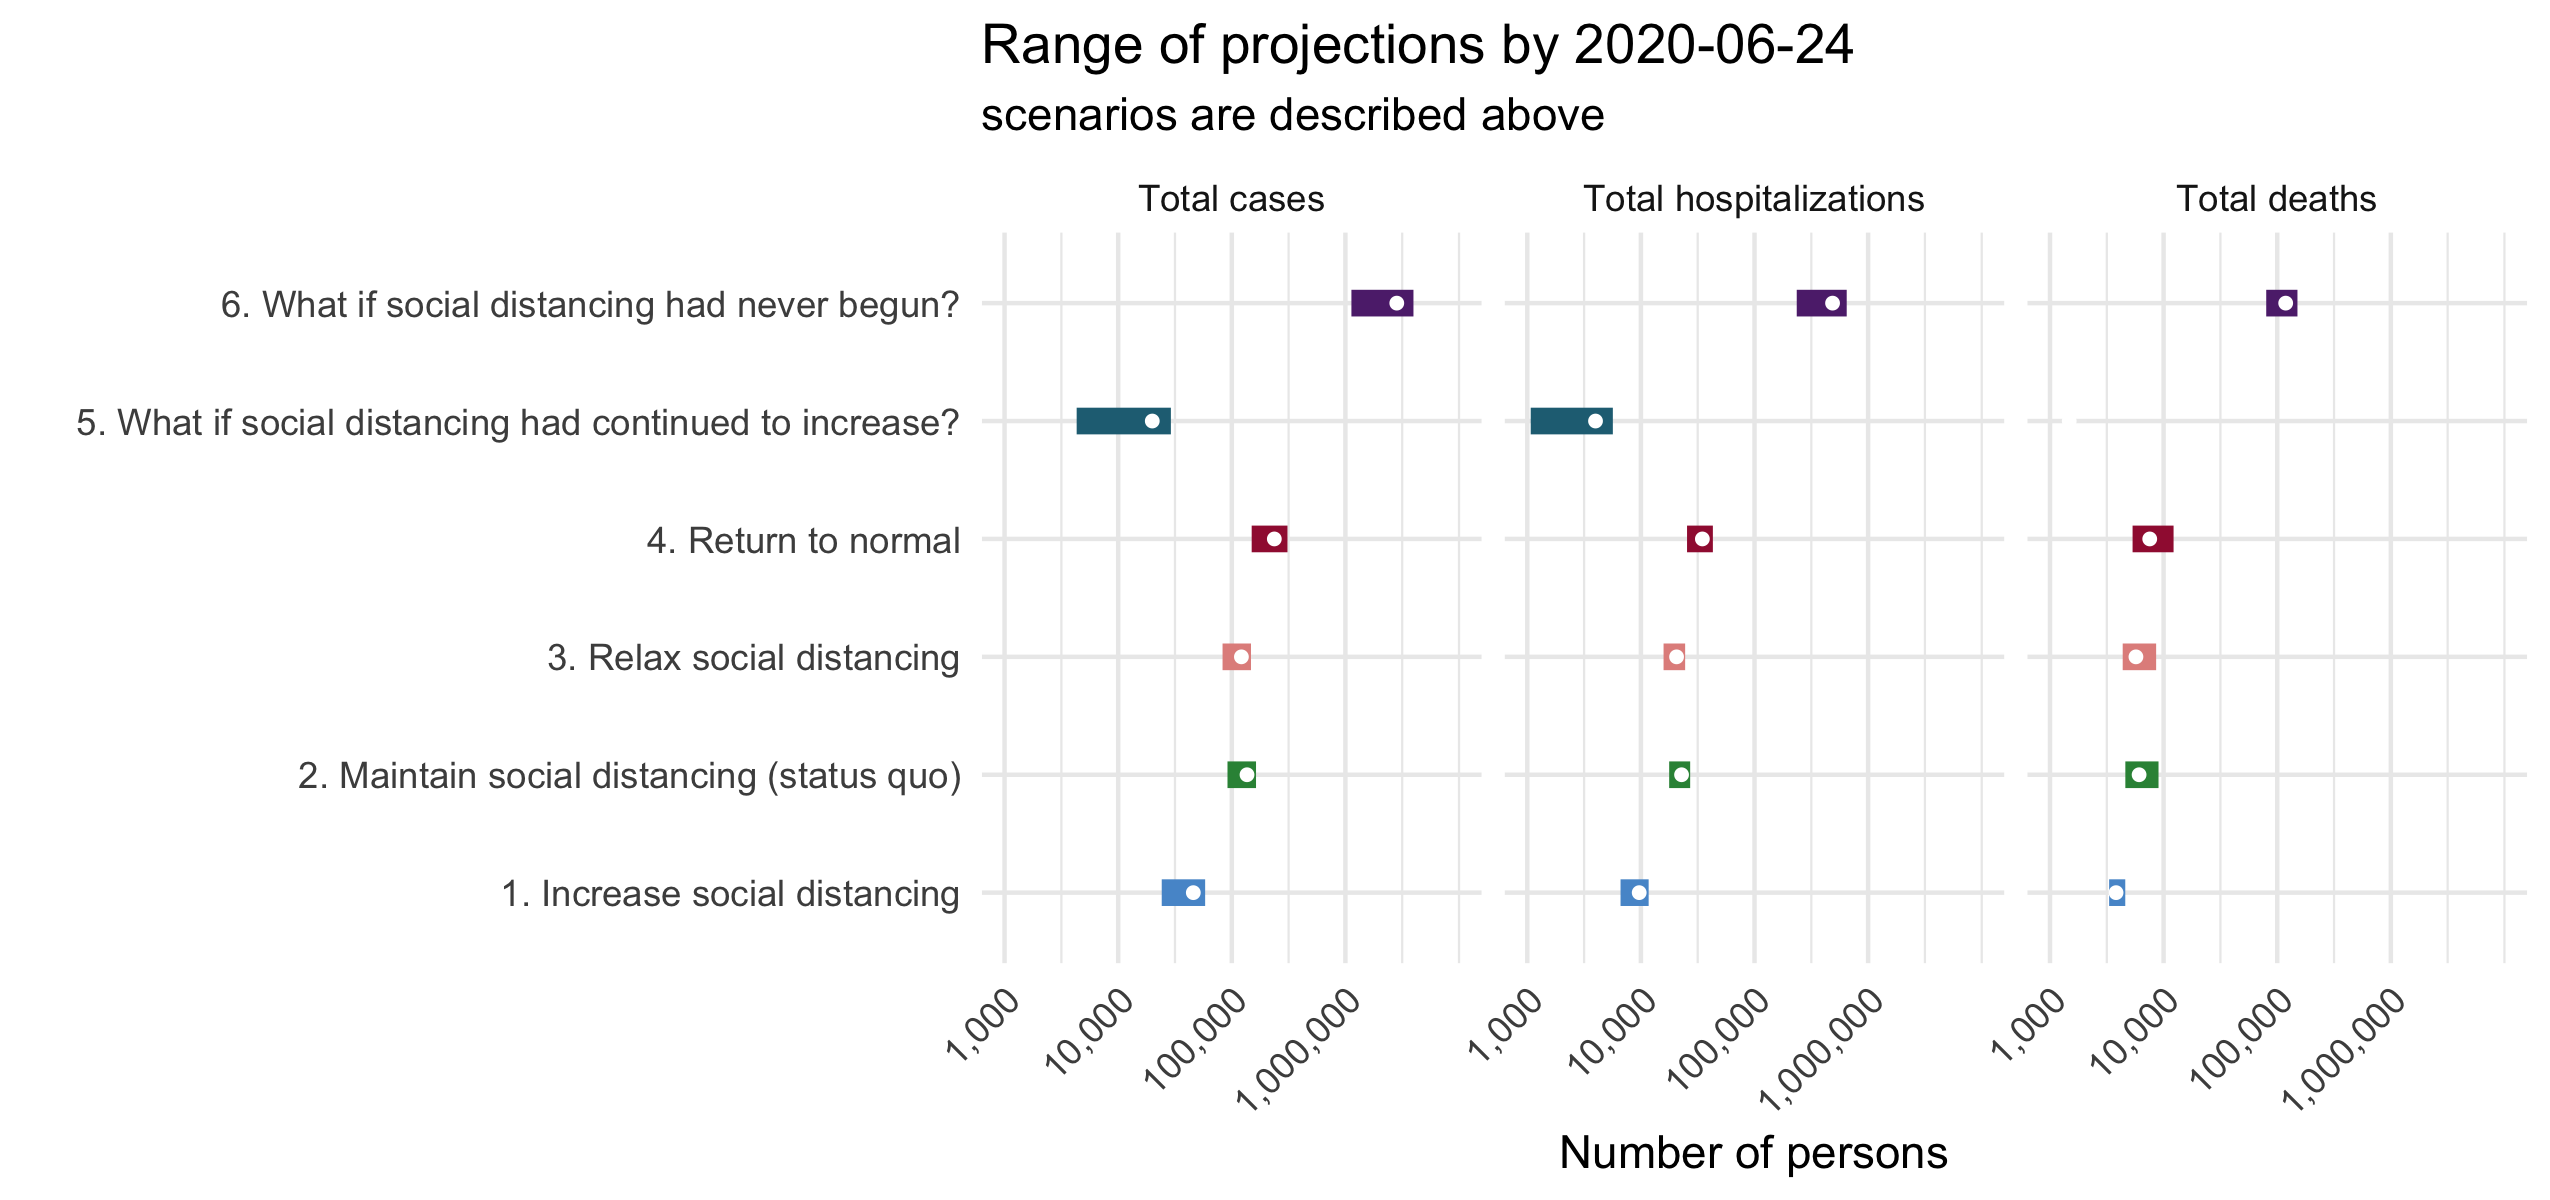 Range of projections by 2020-06-24
scenarios are described above
Total cases
Total hospitalizations
Total deaths
6. What if social distancing had never begun?
5. What if social distancing had continued to increase?
4. Return to normal
3. Relax social distancing
2. Maintain social distancing (status quo)
1. Increase social distancing
1,000
10,000
100,000
1,000,000
1,000
10,000
100,000
1,000,000
1,000
10,000
100,000
1,000,000
Number of persons